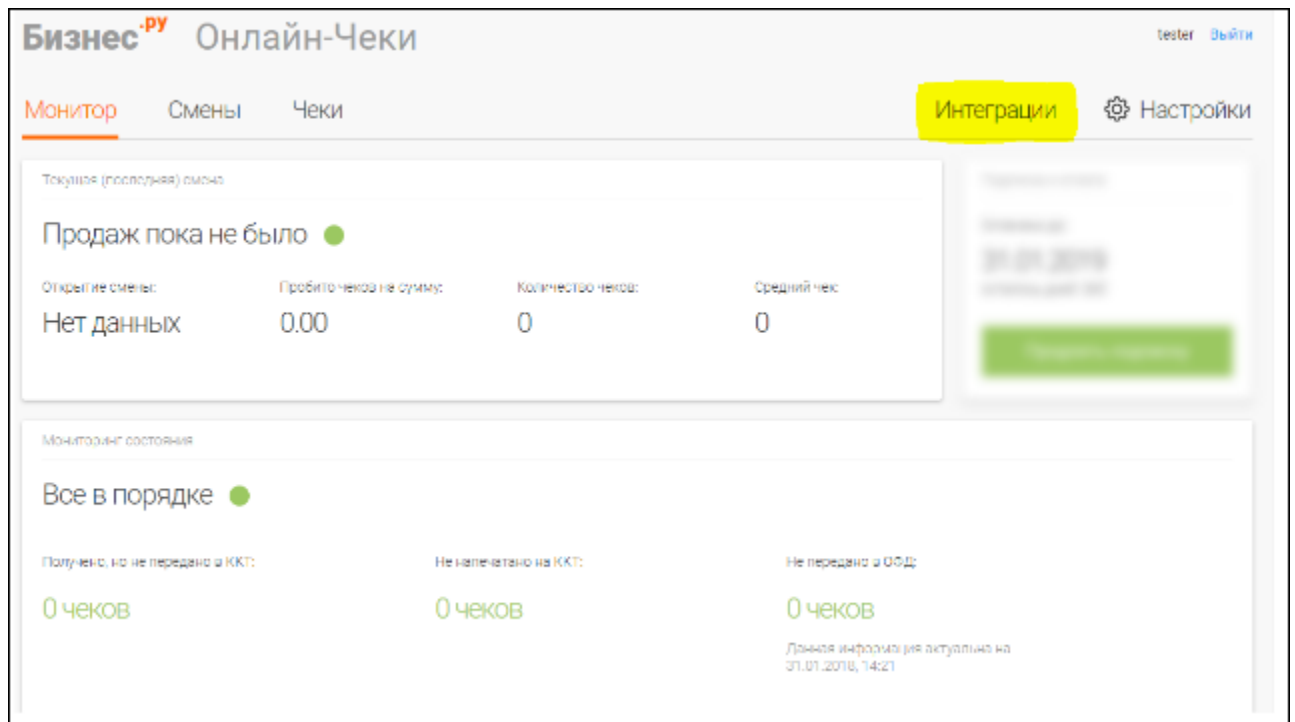 Бизнес.РУ Онлайн-Чеки
tester Выйти
Монитор Смены Чеки Интеграции Настройки
Текущая (последняя) смена
Продаж пока не было
Открытие смены: Пробито чеков на сумму: Количество чеков: Средний чек:
Нет данных 0.00 0 0
31.01.2019
Мониторинг состояния
Все в порядке
Получено, но не передано в ККТ: Не напечатано на ККТ: Не передано в ОФД:
0 чеков 0 чеков 0 чеков
Данная информация актуальна на
31.01.2018, 14:21